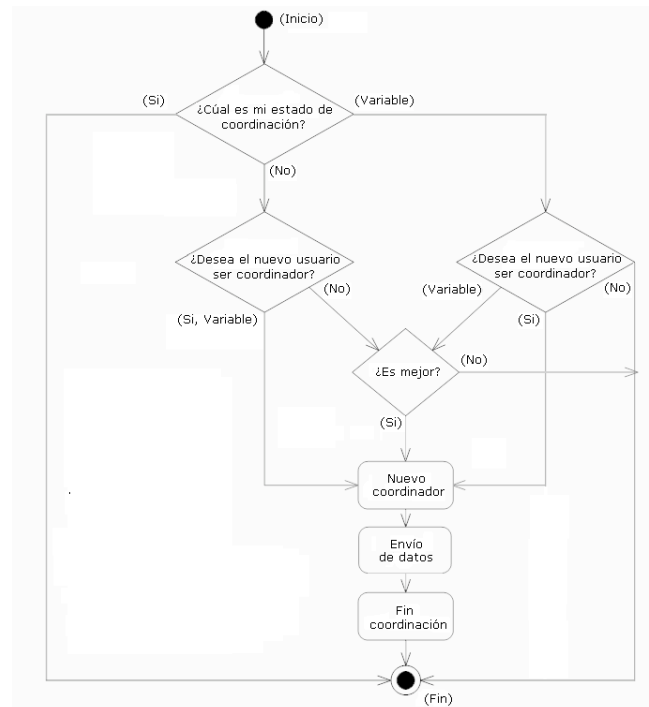 (Inicio)
(Si)
(Variable)
¿Cúal es mi estado de
coordinación?
(No)
¿Desea el nuevo usuario
ser coordinador?
¿Desea el nuevo usuario
ser coordinador?
(No)
(Variable)
(No)
(Si, Variable)
(Si)
¿Es mejor?
(No)
(Si)
Nuevo
coordinador
Envío
de datos
Fin
coordinación
(Fin)